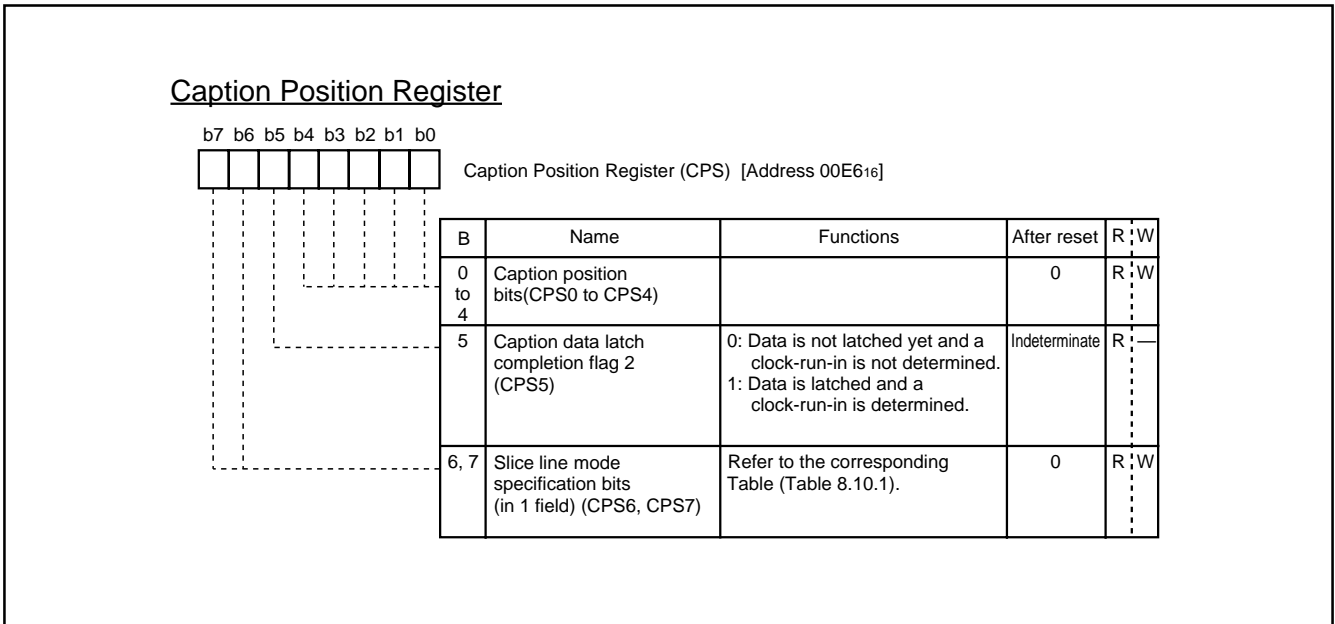 Caption Position Register
b7 b6 b5 b4 b3 b2 b1 b0
Caption Position Register (CPS) [Address 00E616]
B Name Functions After reset R W
0 to 4 Caption position bits(CPS0 to CPS4) 0 R W
5 Caption data latch completion flag 2 (CPS5) 0: Data is not latched yet and a clock-run-in is not determined. 1: Data is latched and a clock-run-in is determined. Indeterminate R —
6, 7 Slice line mode specification bits (in 1 field) (CPS6, CPS7) Refer to the corresponding Table (Table 8.10.1). 0 R W